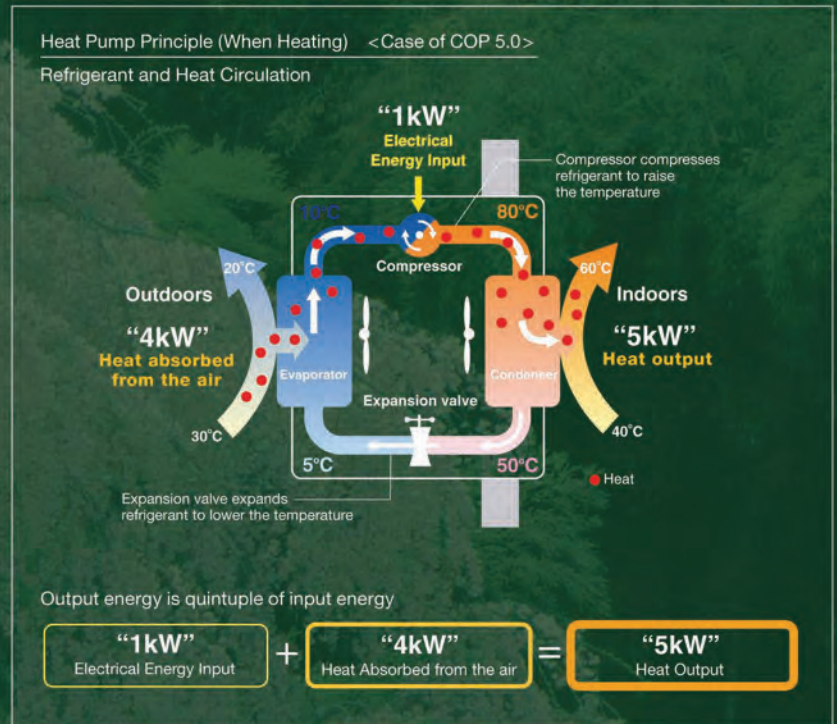 Heat Pump Principle (When Heating) <Case of COP 5.0>
Refrigerant and Heat Circulation
“1kW”
Electrical
Energy Input
Compressor compresses
refrigerant to raise
the temperature
10°C
80°C
Compressor
20°C
60°C
Outdoors
“4kW”
Heat absorbed
from the air
Indoors
“5kW”
Heat output
Evaporator
Condenser
Expansion valve
30°C
40°C
5°C
50°C
Heat
Expansion valve expands
refrigerant to lower the temperature
Output energy is quintuple of input energy
“1kW”
Electrical Energy Input
+
“4kW”
Heat Absorbed from the air
=
“5kW”
Heat Output